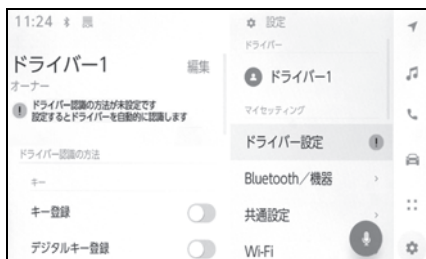 11:24
ドライバー1
編集
オーナー
ドライバー認識の方法が未設定です
設定するとドライバーを自動的に認識します
ドライバー認識の方法
キー
キー登録
デジタルキー登録
設定
ドライバー
ドライバー1
マイセッティング
ドライバー設定
Bluetooth／機器
共通設定
Wi-Fi